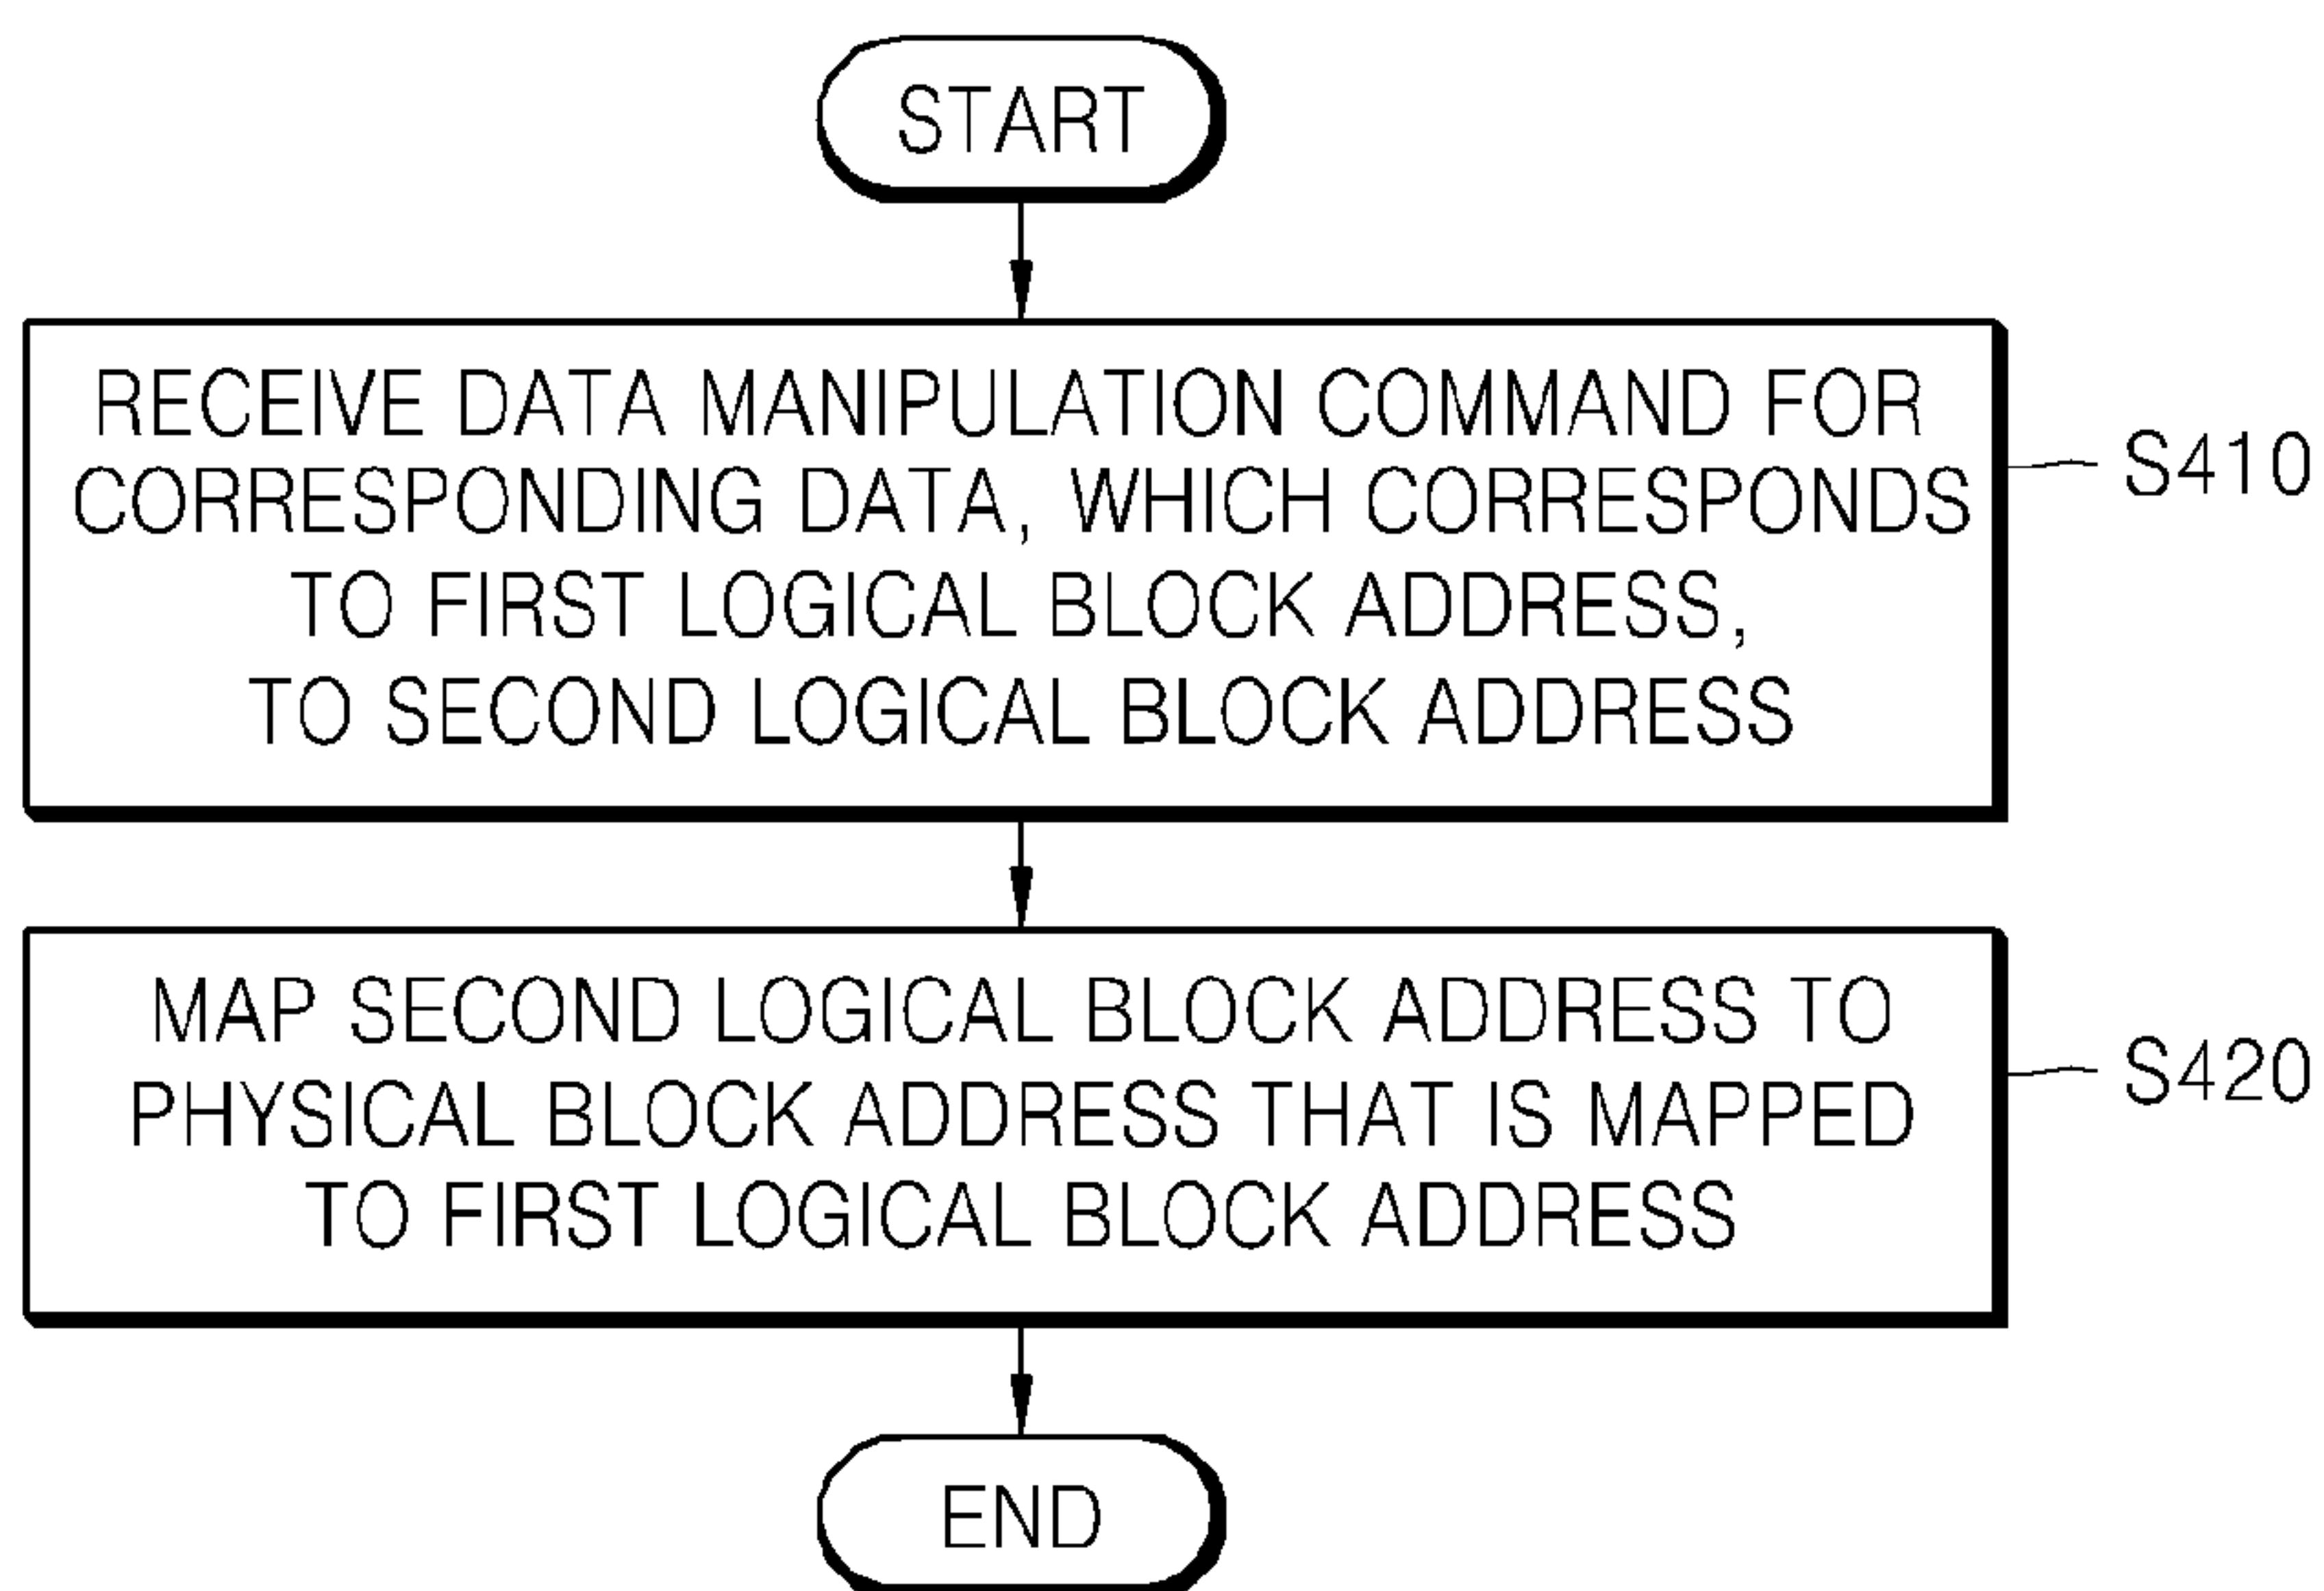 START
RECEIVE DATA MANIPULATION COMMAND FOR
CORRESPONDING DATA, WHICH CORRESPONDS
TO FIRST LOGICAL BLOCK ADDRESS,
TO SECOND LOGICAL BLOCK ADDRESS
S410
MAP SECOND LOGICAL BLOCK ADDRESS TO
PHYSICAL BLOCK ADDRESS THAT IS MAPPED
TO FIRST LOGICAL BLOCK ADDRESS
S420
END